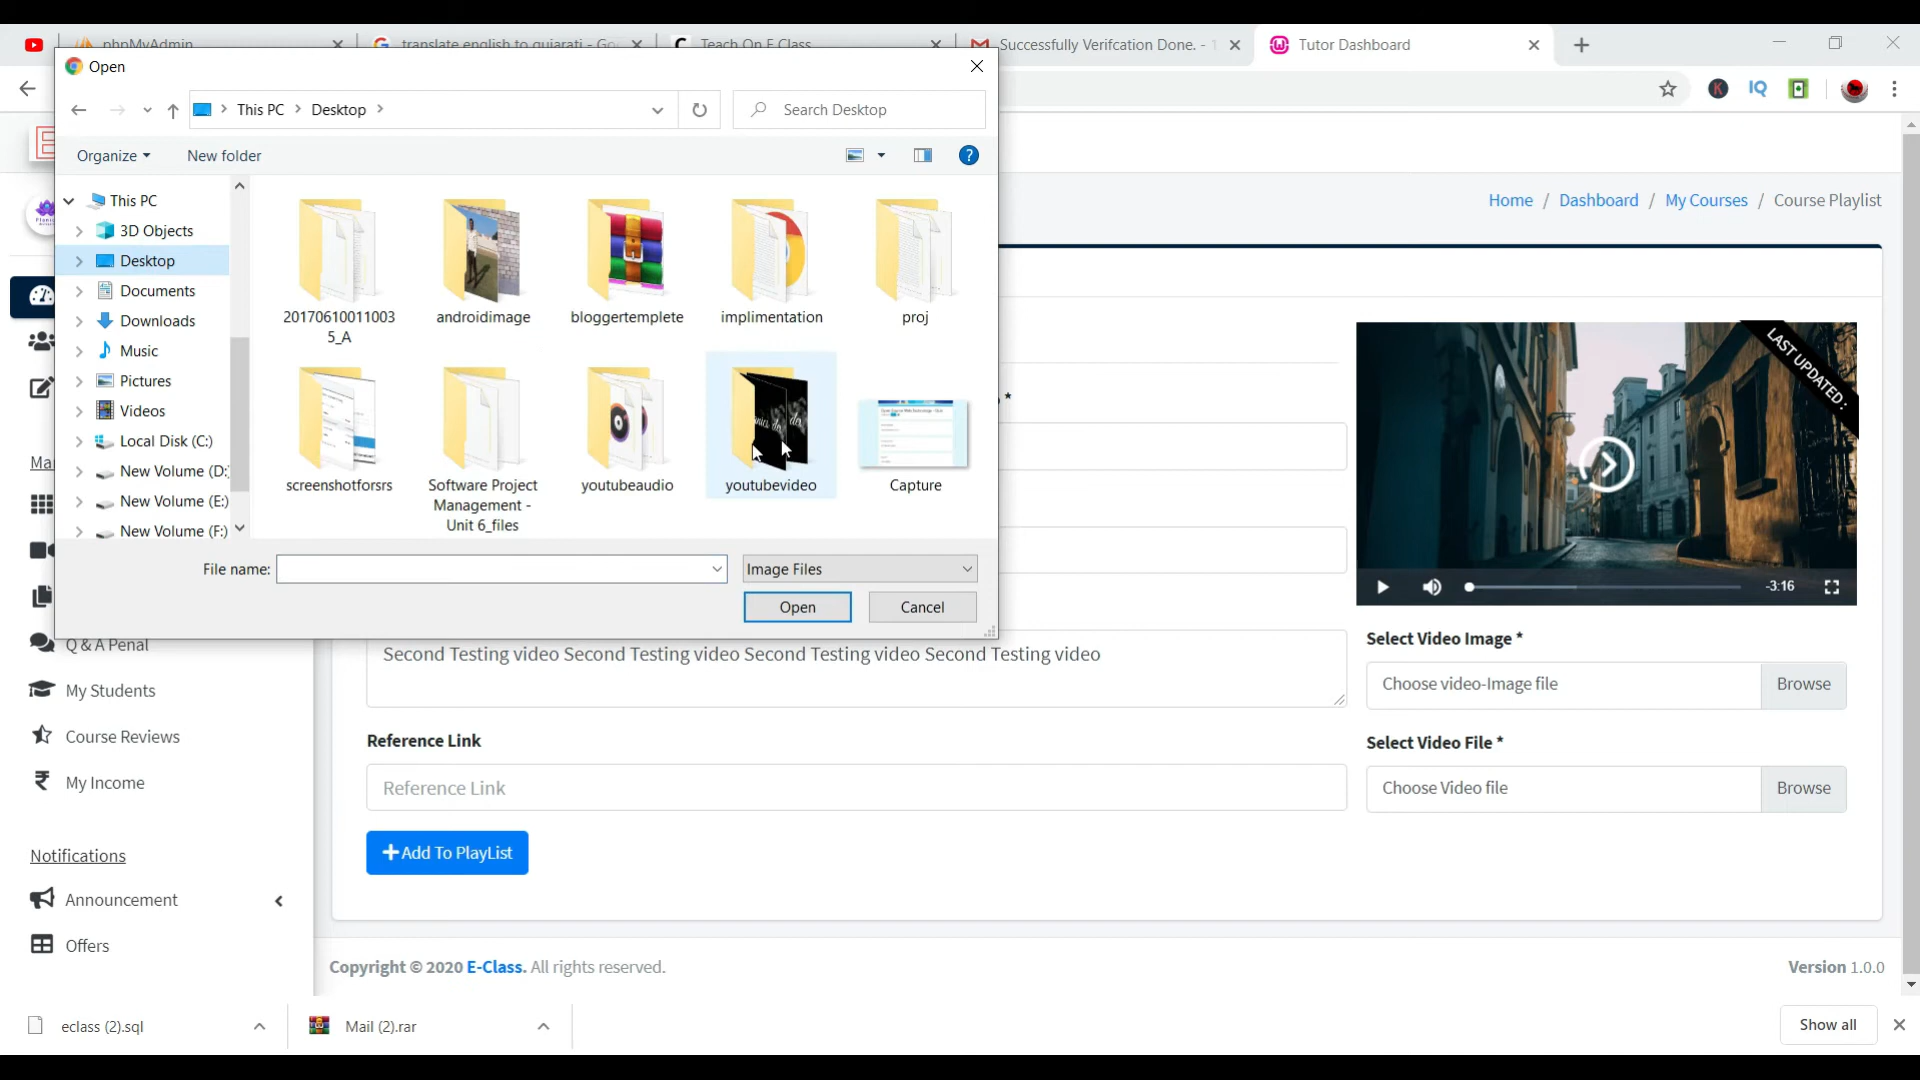 phpMyAdmin
translate english to gujarati - Go
Teach On E Class
Successfully Verifcation Done. - 1
Tutor Dashboard
Open
This PC > Desktop >
Search Desktop
IQ
K
Organize
New folder
?
Home / Dashboard / My Courses / Course Playlist
This PC
3D Objects
Desktop
Documents
Downloads
Music
Pictures
Videos
Local Disk (C:)
New Volume (D:
New Volume (E:)
New Volume (F:)
20170610011003
5_A
androidimage
bloggertemplete
implimentation
proj
screenshotforsrs
Software Project
Management -
Unit 6_files
youtubeaudio
youtubevideo
Capture
File name:
Image Files
Open
Cancel
*
LAST UPDATED :
-3:16
Mar
Q & A Penal
My Students
Course Reviews
My Income
Notifications
Announcement
Offers
Second Testing video Second Testing video Second Testing video Second Testing video
Reference Link
Reference Link
Add To PlayList
Select Video Image *
Choose video-Image file
Browse
Select Video File *
Choose Video file
Browse
Copyright © 2020 E-Class. All rights reserved.
Version 1.0.0
eclass (2).sql
Mail (2).rar
Show all